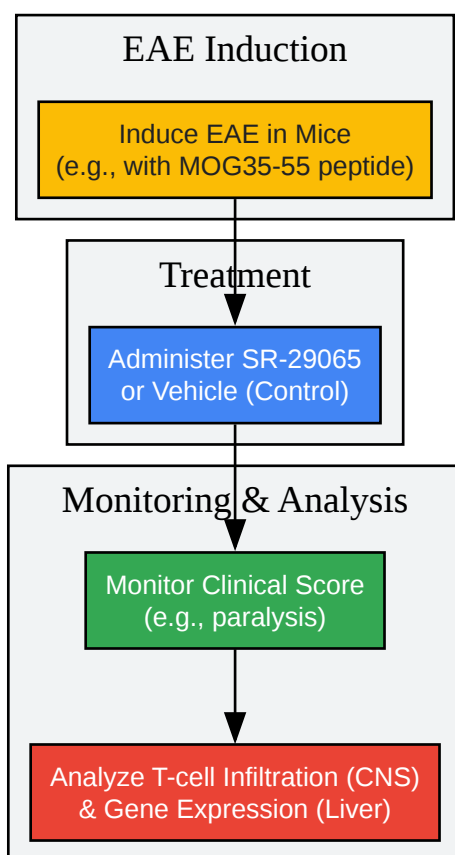 EAE Induction
Induce EAE in Mice
(e.g., with MOG35-55 peptide)
Treatment
Administer SR-29065
or Vehicle (Control)
Monitoring & Analysis
Monitor Clinical Score
(e.g., paralysis)
Analyze T-cell Infiltration (CNS)
& Gene Expression (Liver)